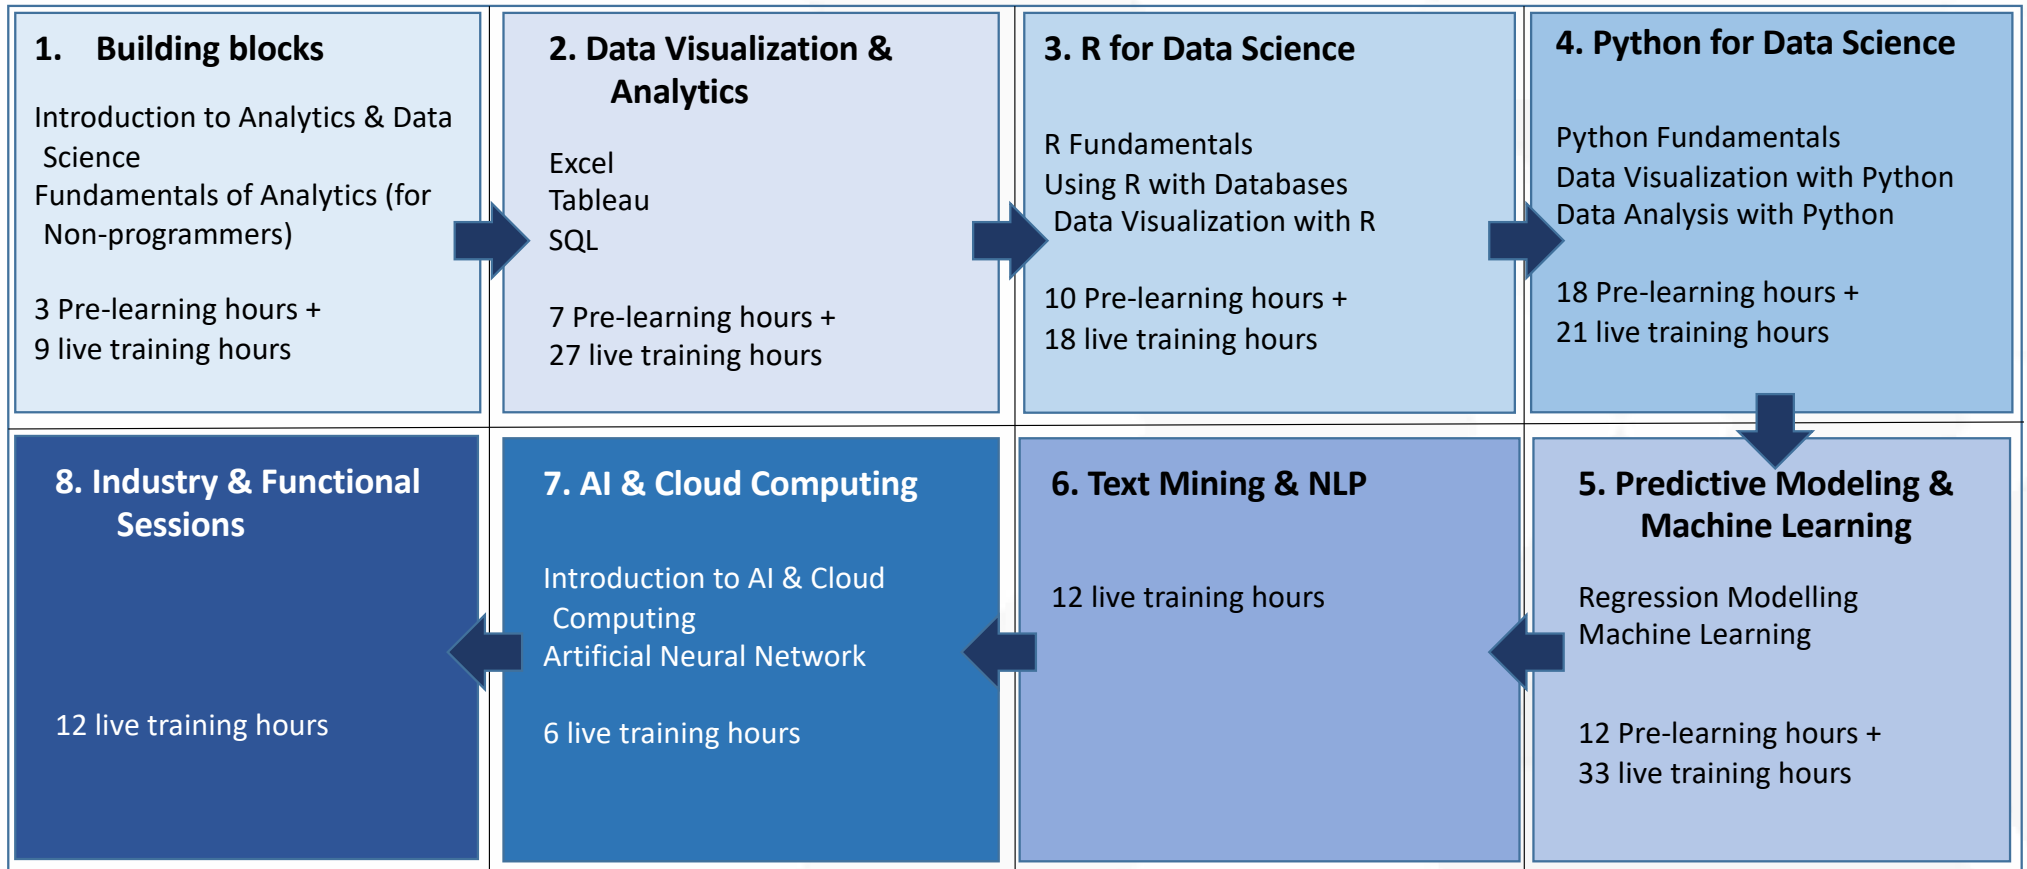 1. Building blocks
Introduction to Analytics & Data
Science
Fundamentals of Analytics (for
Non-programmers)
3 Pre-learning hours +
9 live training hours
2. Data Visualization &
Analytics
Excel
Tableau
SQL
7 Pre-learning hours +
27 live training hours
3. R for Data Science
R Fundamentals
Using R with Databases
Data Visualization with R
10 Pre-learning hours +
18 live training hours
4. Python for Data Science
Python Fundamentals
Data Visualization with Python
Data Analysis with Python
18 Pre-learning hours +
21 live training hours
8. Industry & Functional
Sessions
12 live training hours
7. AI & Cloud Computing
Introduction to AI & Cloud
Computing
Artificial Neural Network
6 live training hours
6. Text Mining & NLP
12 live training hours
5. Predictive Modeling &
Machine Learning
Regression Modelling
Machine Learning
12 Pre-learning hours +
33 live training hours